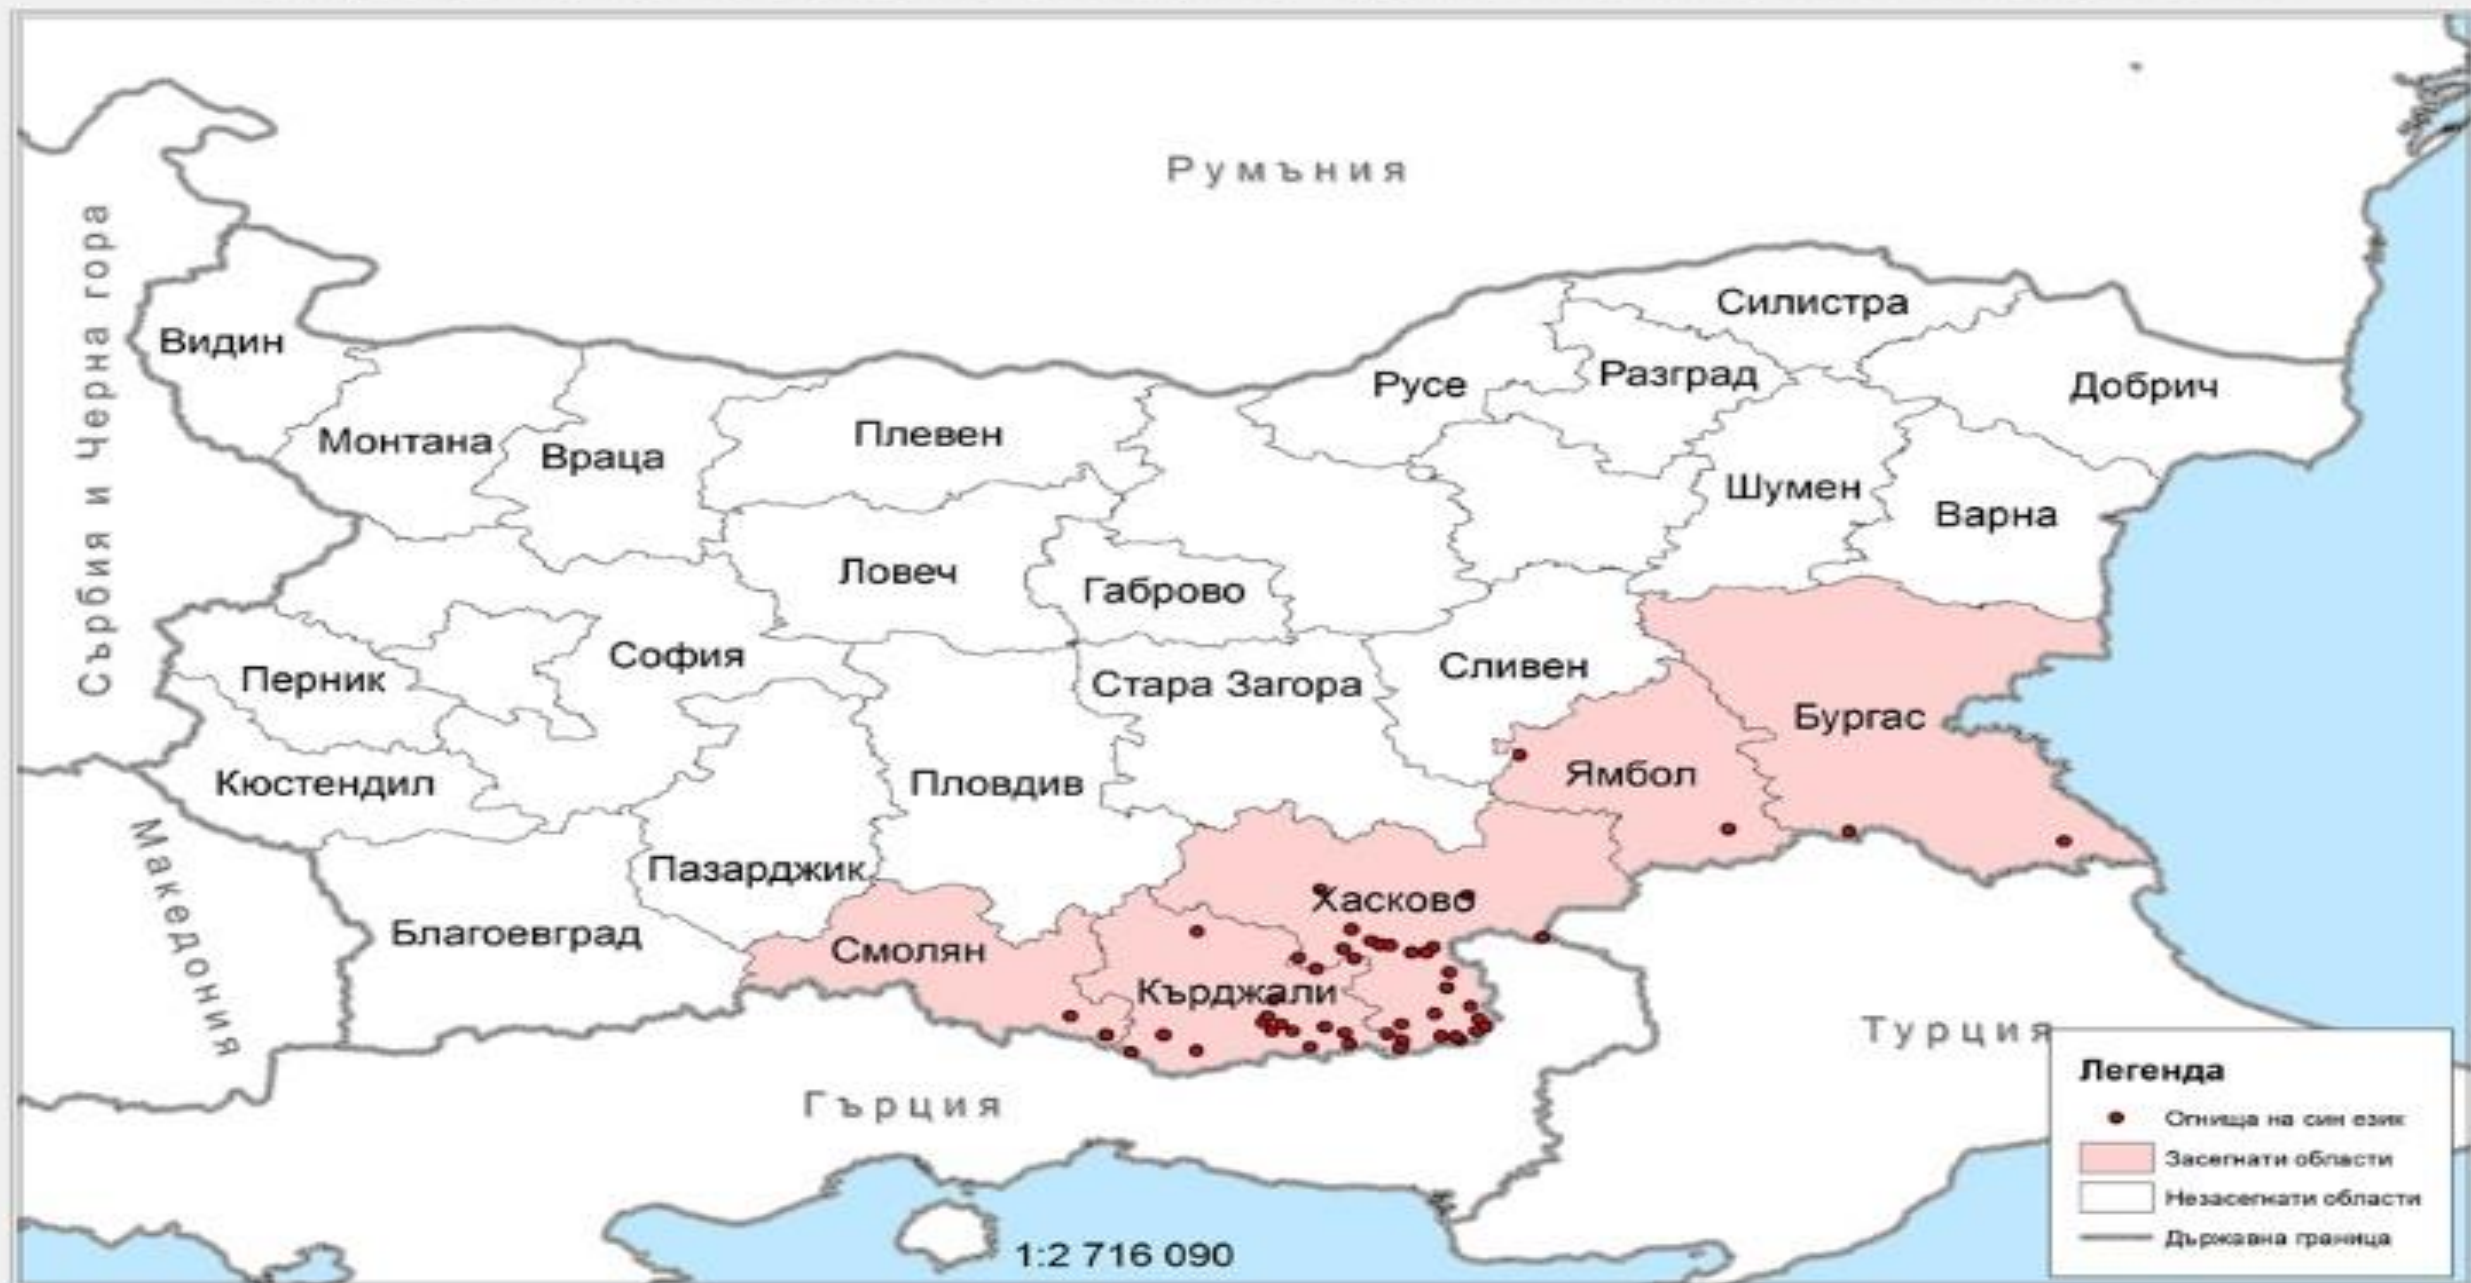 Румъния
Сърбия и Черна гора
Силистра
Видин
Русе
Разград
Добрич
Монтана
Враца
Плевен
Шумен
Варна
Ловеч
Габрово
София
Перник
Стара Загора
Сливен
Бургас
Кюстендил
Пловдив
Ямбол
Македония
Пазарджик
Хасково
Благоевград
Смолян
Кърджали
Турция
Гърция
Легенда
Огнища на син език
Засегнати области
Незасегнати области
Държавна граница
1:2 716 090